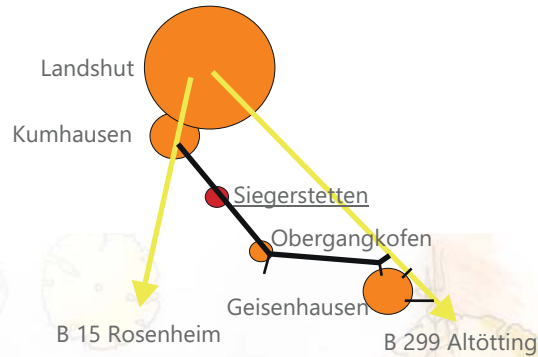 Landshut
Kumhausen
Siegerstetten
Obergangkofen
Geisenhausen
B 15 Rosenheim
B 299 Altötting